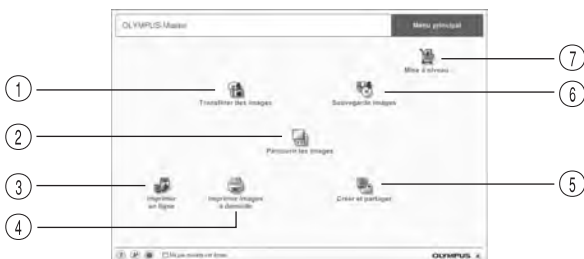 OLYMPUS Master
Menu principal
7
Mise à niveau
1
Transférer des images
Sauvegarde images
6
2
Parcourir les images
3
Imprimer
en ligne
Imprimer images
à domicile
Créer et partager
5
4
OLYMPUS